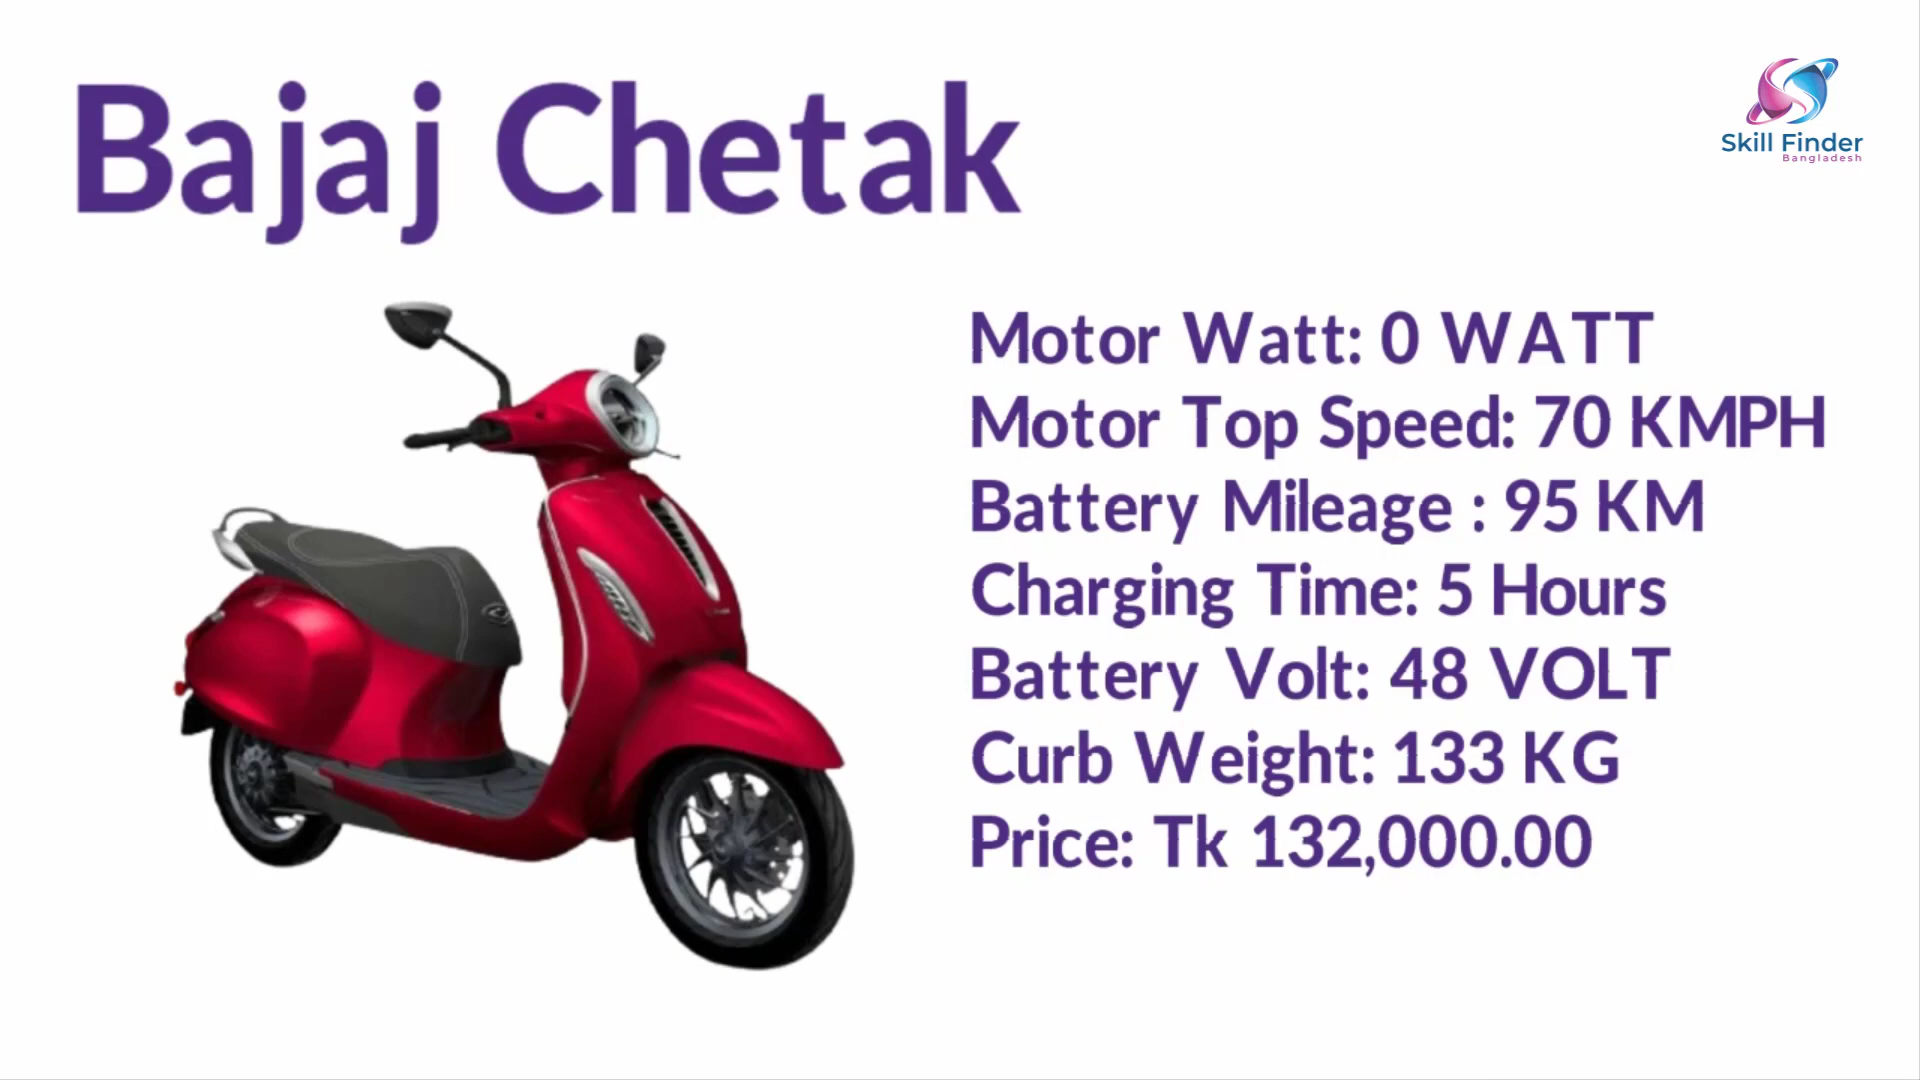 Bajaj Chetak
Skill Finder
Bangladesh
Motor Watt: 0 WATT
Motor Top Speed: 70 KMPH
Battery Mileage : 95 KM
Charging Time: 5 Hours
Battery Volt: 48 VOLT
Curb Weight: 133 KG
Price: Tk 132,000.00